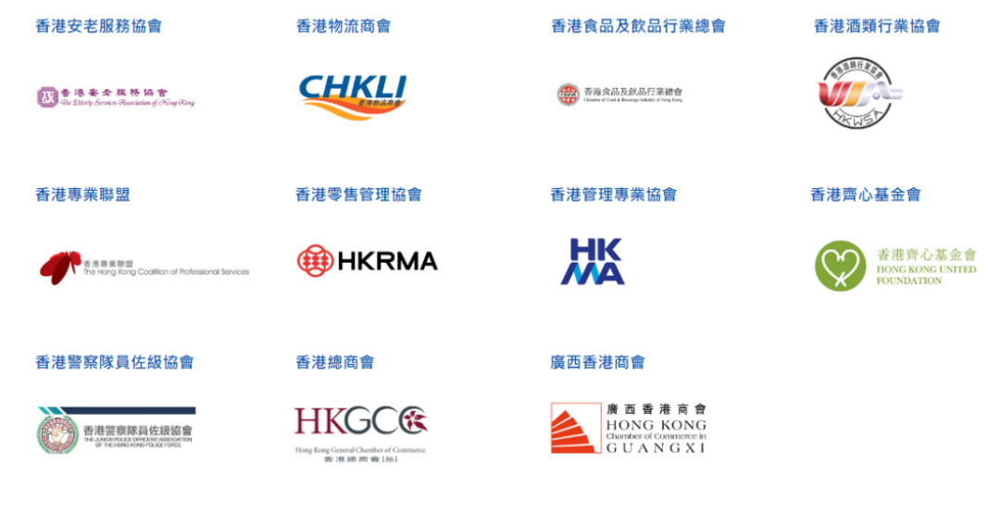 香港安老服務協會
香港物流商會
香港食品及飲品行業總會
香港酒類行業協會
香港安老服務協會
The Elderly Services Association of Hong Kong
CHKLI
香港物流商會
香港食品及飲品行業總會
Chamber of Food & Beverage Industry of Hong Kong
香港酒類行業協會
HKWSA
香港專業聯盟
香港零售管理協會
香港管理專業協會
香港齊心基金會
香港專業聯盟
The Hong Kong Coalition of Professional Services
HKRMA
HK
MA
香港齊心基金會
HONG KONG UNITED
FOUNDATION
香港警察隊員佐級協會
香港總商會
廣西香港商會
香港警察隊員佐級協會
THE JUNIOR POLICE OFFICERS' ASSOCIATION
OF THE HONG KONG POLICE FORCE
HKGCC
Hong Kong General Chamber of Commerce
香港總商會1861
廣西香港商會
HONG KONG
Chamber of Commerce in
GUANGXI